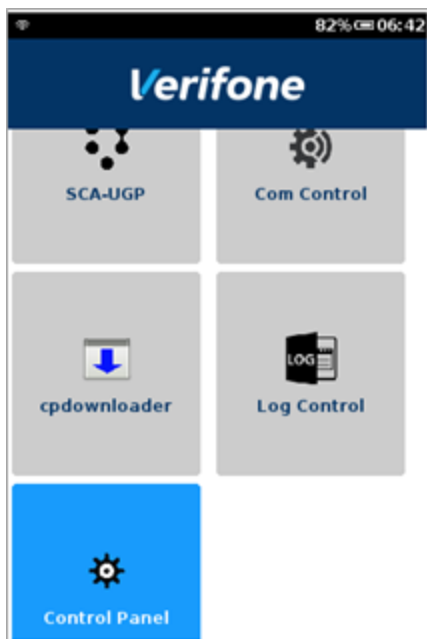 82% 06:42
Verifone
SCA-UGP
Com Control
LOG
cpdownloader
Log Control
Control Panel